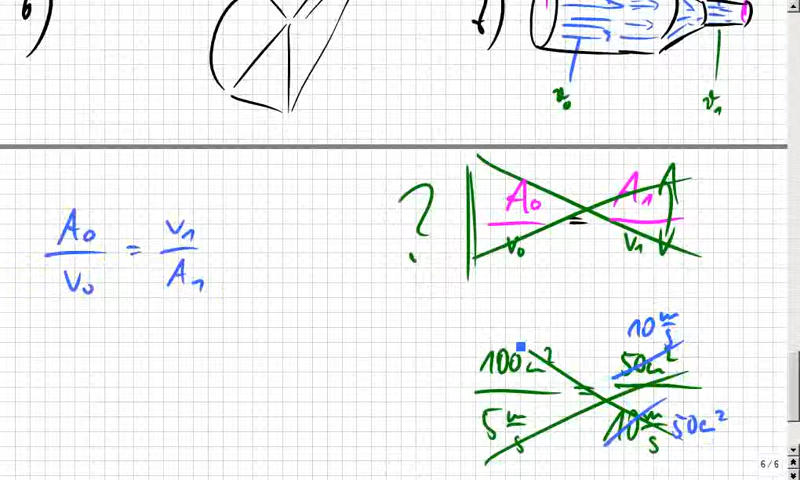 b)
f)
v₀
v₁
A₀/v₀ = v₁/A₁
?
A₀/v₀ = A₁/v₁
10 m/s
100 cm² / 5 m/s = 50 cm² / 10 m/s
50 cm²
6 / 6